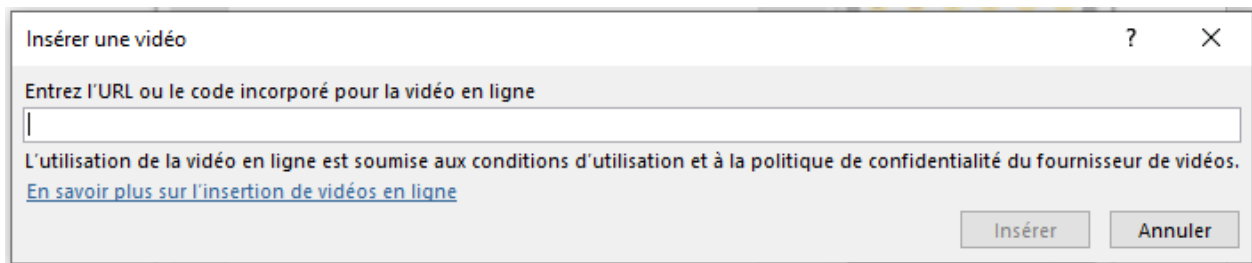 Insérer une vidéo ? ×
Entrez l'URL ou le code incorporé pour la vidéo en ligne
L'utilisation de la vidéo en ligne est soumise aux conditions d'utilisation et à la politique de confidentialité du fournisseur de vidéos.
En savoir plus sur l'insertion de vidéos en ligne
Insérer Annuler